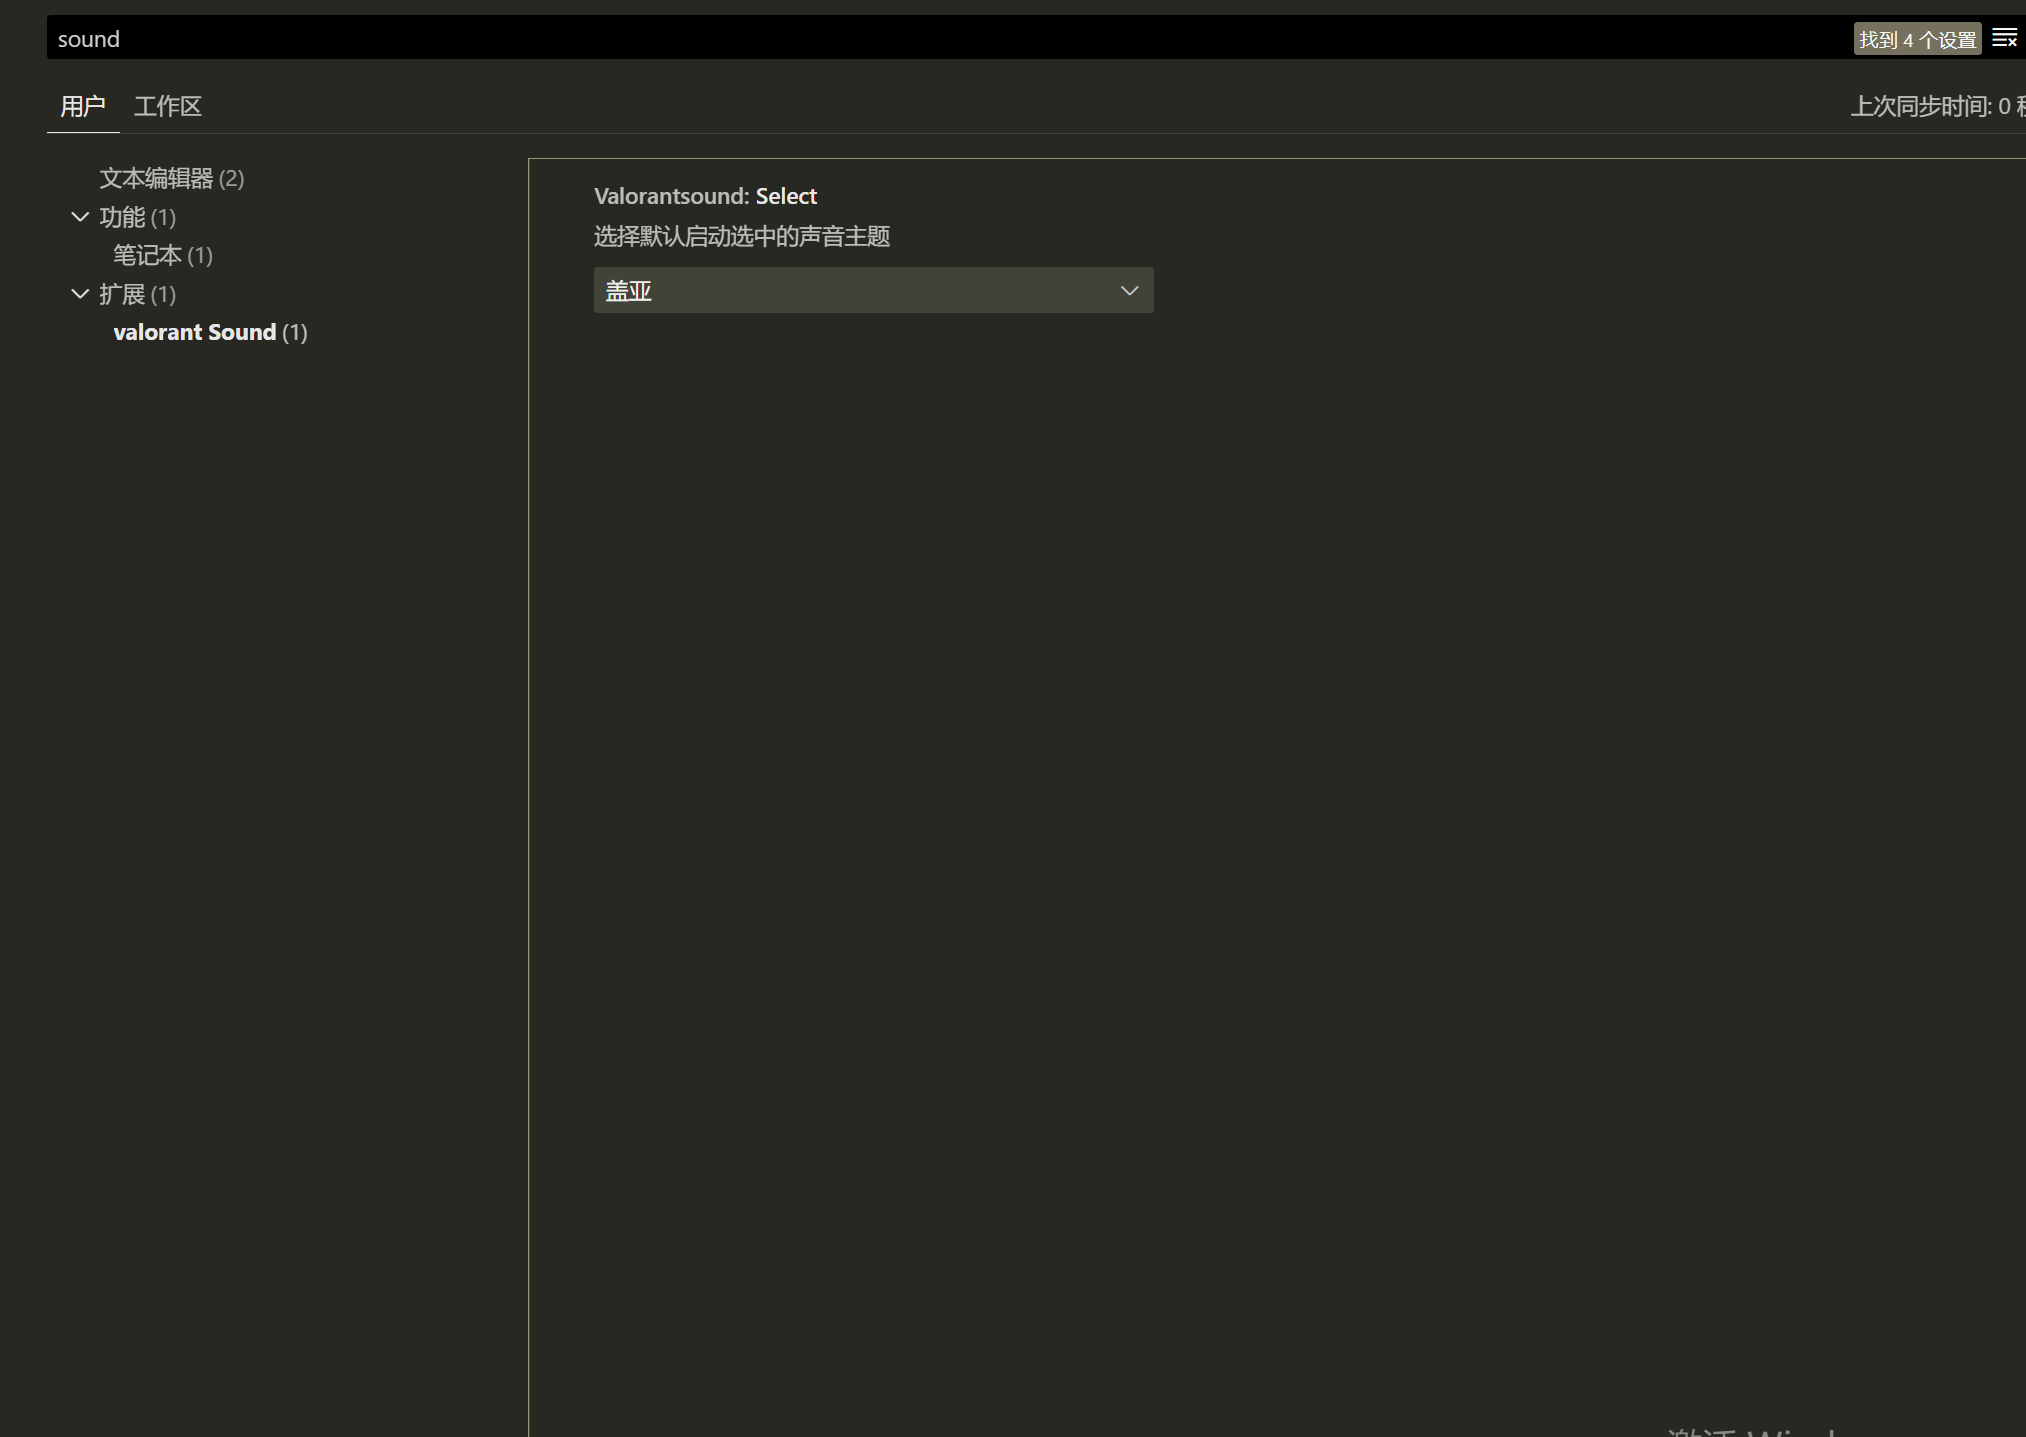 sound
找到 4 个设置
用户 工作区
上次同步时间: 0
文本编辑器 (2)
功能 (1)
笔记本 (1)
扩展 (1)
valorant Sound (1)
Valorantsound: Select
选择默认启动选中的声音主题
盖亚